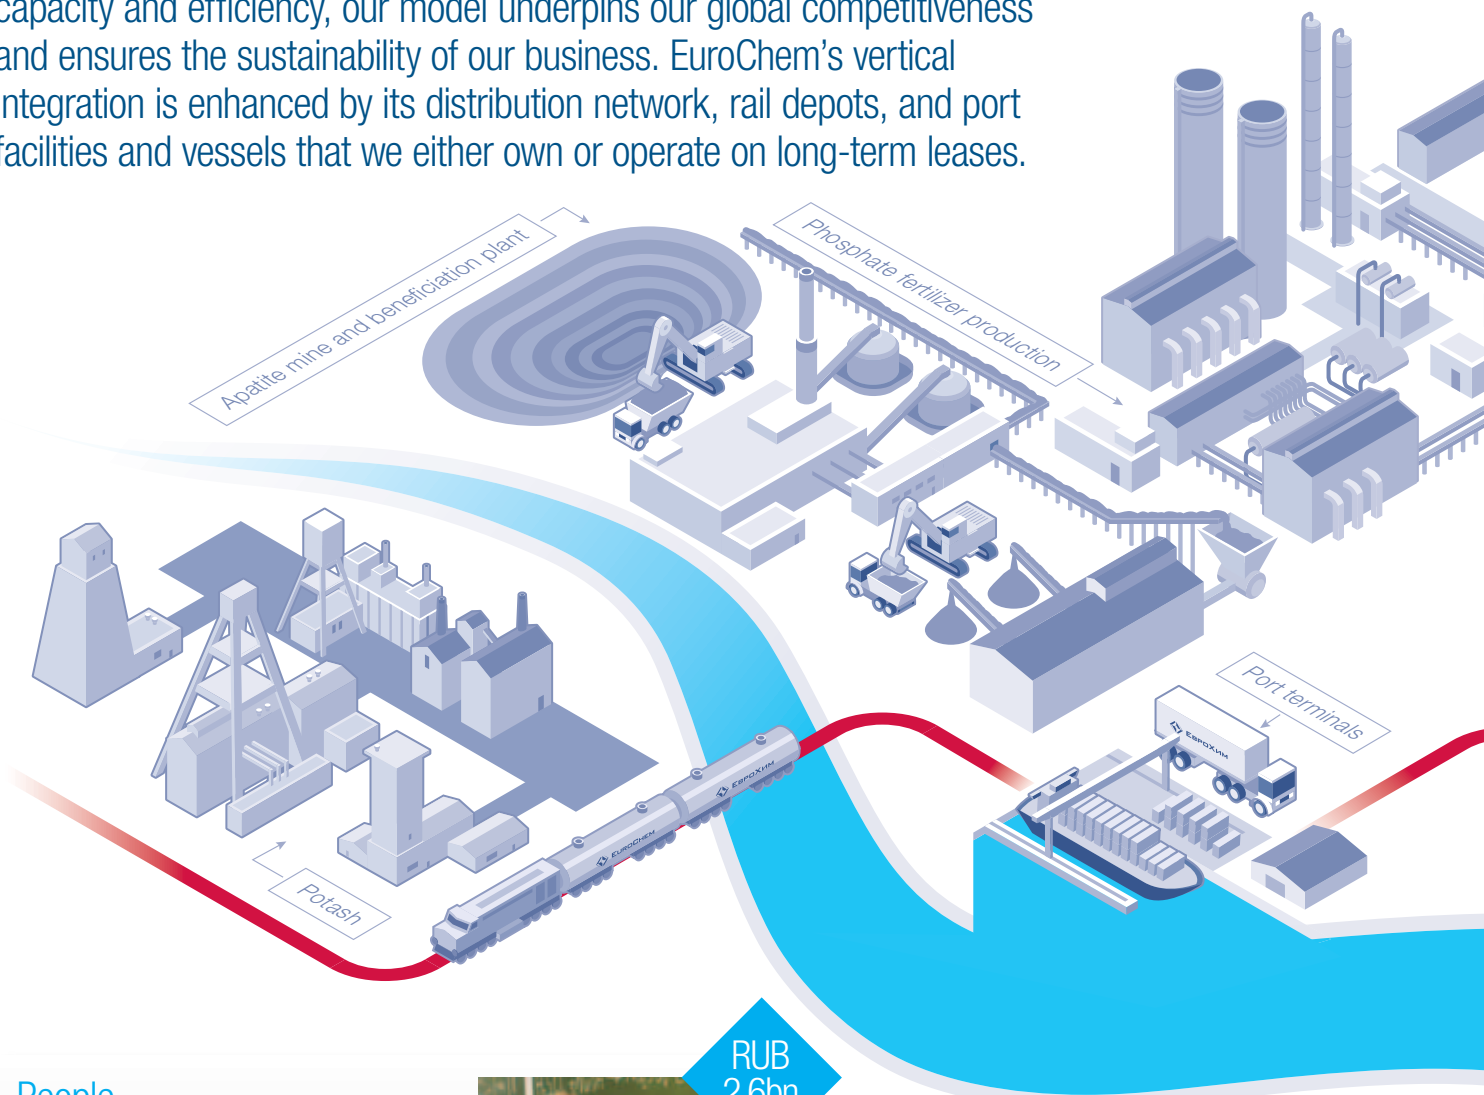 capacity and efficiency, our model underpins our global competitiveness
and ensures the sustainability of our business. EuroChem’s vertical
integration is enhanced by its distribution network, rail depots, and port
facilities and vessels that we either own or operate on long-term leases.
Apatite mine and beneficiation plant
Phosphate fertilizer production
Port terminals
ЕвроХим
ЕвроХим
EuroChem
Potash
RUB
2.6bn
People